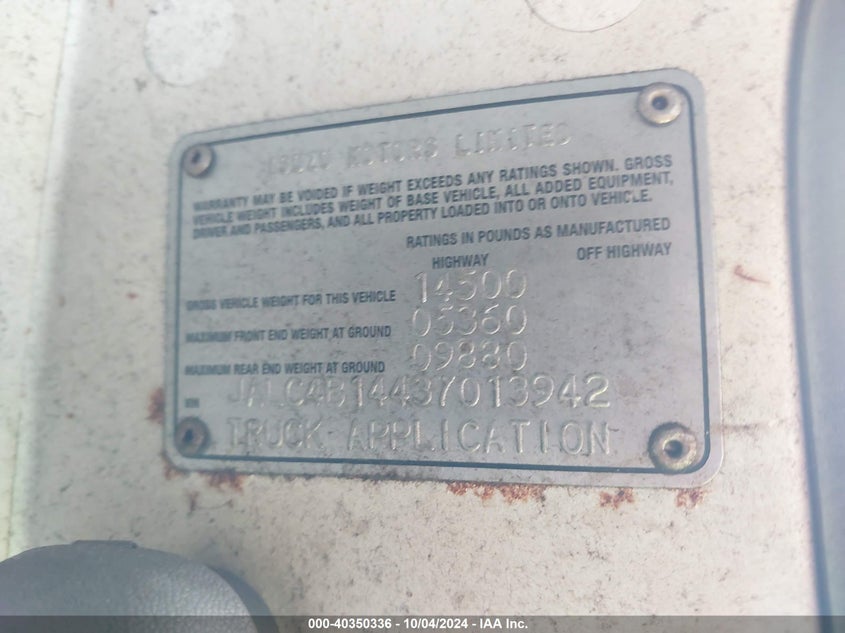 ISUZU MOTORS LIMITED
WARRANTY MAY BE VOIDED IF WEIGHT EXCEEDS ANY RATINGS SHOWN. GROSS
VEHICLE WEIGHT INCLUDES WEIGHT OF BASE VEHICLE, ALL ADDED EQUIPMENT,
DRIVER AND PASSENGERS, AND ALL PROPERTY LOADED INTO OR ONTO VEHICLE.
RATINGS IN POUNDS AS MANUFACTURED
HIGHWAY OFF HIGHWAY
GROSS VEHICLE WEIGHT FOR THIS VEHICLE 14500
MAXIMUM FRONT END WEIGHT AT GROUND 05360
MAXIMUM REAR END WEIGHT AT GROUND 09880
JALC4B14437013942
TRUCK APPLICATION
000-40350336 - 10/04/2024 - IAA Inc.